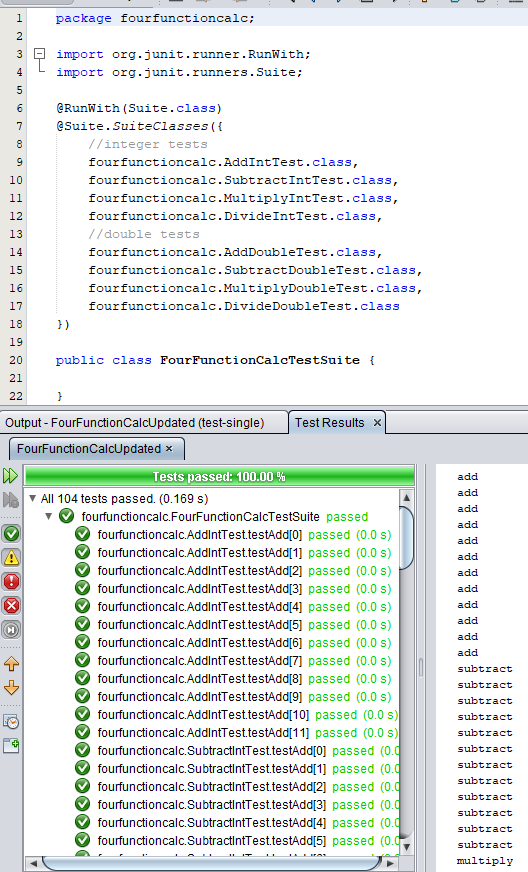 1 package fourfunctioncalc;
2
3 import org.junit.runner.RunWith;
4 import org.junit.runners.Suite;
5
6 @RunWith(Suite.class)
7 @Suite.SuiteClasses({
8 //integer tests
9 fourfunctioncalc.AddIntTest.class,
10 fourfunctioncalc.SubtractIntTest.class,
11 fourfunctioncalc.MultiplyIntTest.class,
12 fourfunctioncalc.DivideIntTest.class,
13 //double tests
14 fourfunctioncalc.AddDoubleTest.class,
15 fourfunctioncalc.SubtractDoubleTest.class,
16 fourfunctioncalc.MultiplyDoubleTest.class,
17 fourfunctioncalc.DivideDoubleTest.class
18 })
19
20 public class FourFunctionCalcTestSuite {
21
22 }
Output - FourFunctionCalcUpdated (test-single) Test Results ×
FourFunctionCalcUpdated ×
Tests passed: 100.00 %
All 104 tests passed. (0.169 s)
fourfunctioncalc.FourFunctionCalcTestSuite passed
fourfunctioncalc.AddIntTest.testAdd[0] passed (0.0 s)
fourfunctioncalc.AddIntTest.testAdd[1] passed (0.0 s)
fourfunctioncalc.AddIntTest.testAdd[2] passed (0.0 s)
fourfunctioncalc.AddIntTest.testAdd[3] passed (0.0 s)
fourfunctioncalc.AddIntTest.testAdd[4] passed (0.0 s)
fourfunctioncalc.AddIntTest.testAdd[5] passed (0.0 s)
fourfunctioncalc.AddIntTest.testAdd[6] passed (0.0 s)
fourfunctioncalc.AddIntTest.testAdd[7] passed (0.0 s)
fourfunctioncalc.AddIntTest.testAdd[8] passed (0.0 s)
fourfunctioncalc.AddIntTest.testAdd[9] passed (0.0 s)
fourfunctioncalc.AddIntTest.testAdd[10] passed (0.0 s)
fourfunctioncalc.AddIntTest.testAdd[11] passed (0.0 s)
fourfunctioncalc.SubtractIntTest.testAdd[0] passed (0.0
fourfunctioncalc.SubtractIntTest.testAdd[1] passed (0.0
fourfunctioncalc.SubtractIntTest.testAdd[2] passed (0.0
fourfunctioncalc.SubtractIntTest.testAdd[3] passed (0.0
fourfunctioncalc.SubtractIntTest.testAdd[4] passed (0.0
fourfunctioncalc.SubtractIntTest.testAdd[5] passed (0.0
add
add
add
add
add
add
add
add
add
add
add
add
subtract
subtract
subtract
subtract
subtract
subtract
subtract
subtract
subtract
subtract
subtract
subtract
multiply